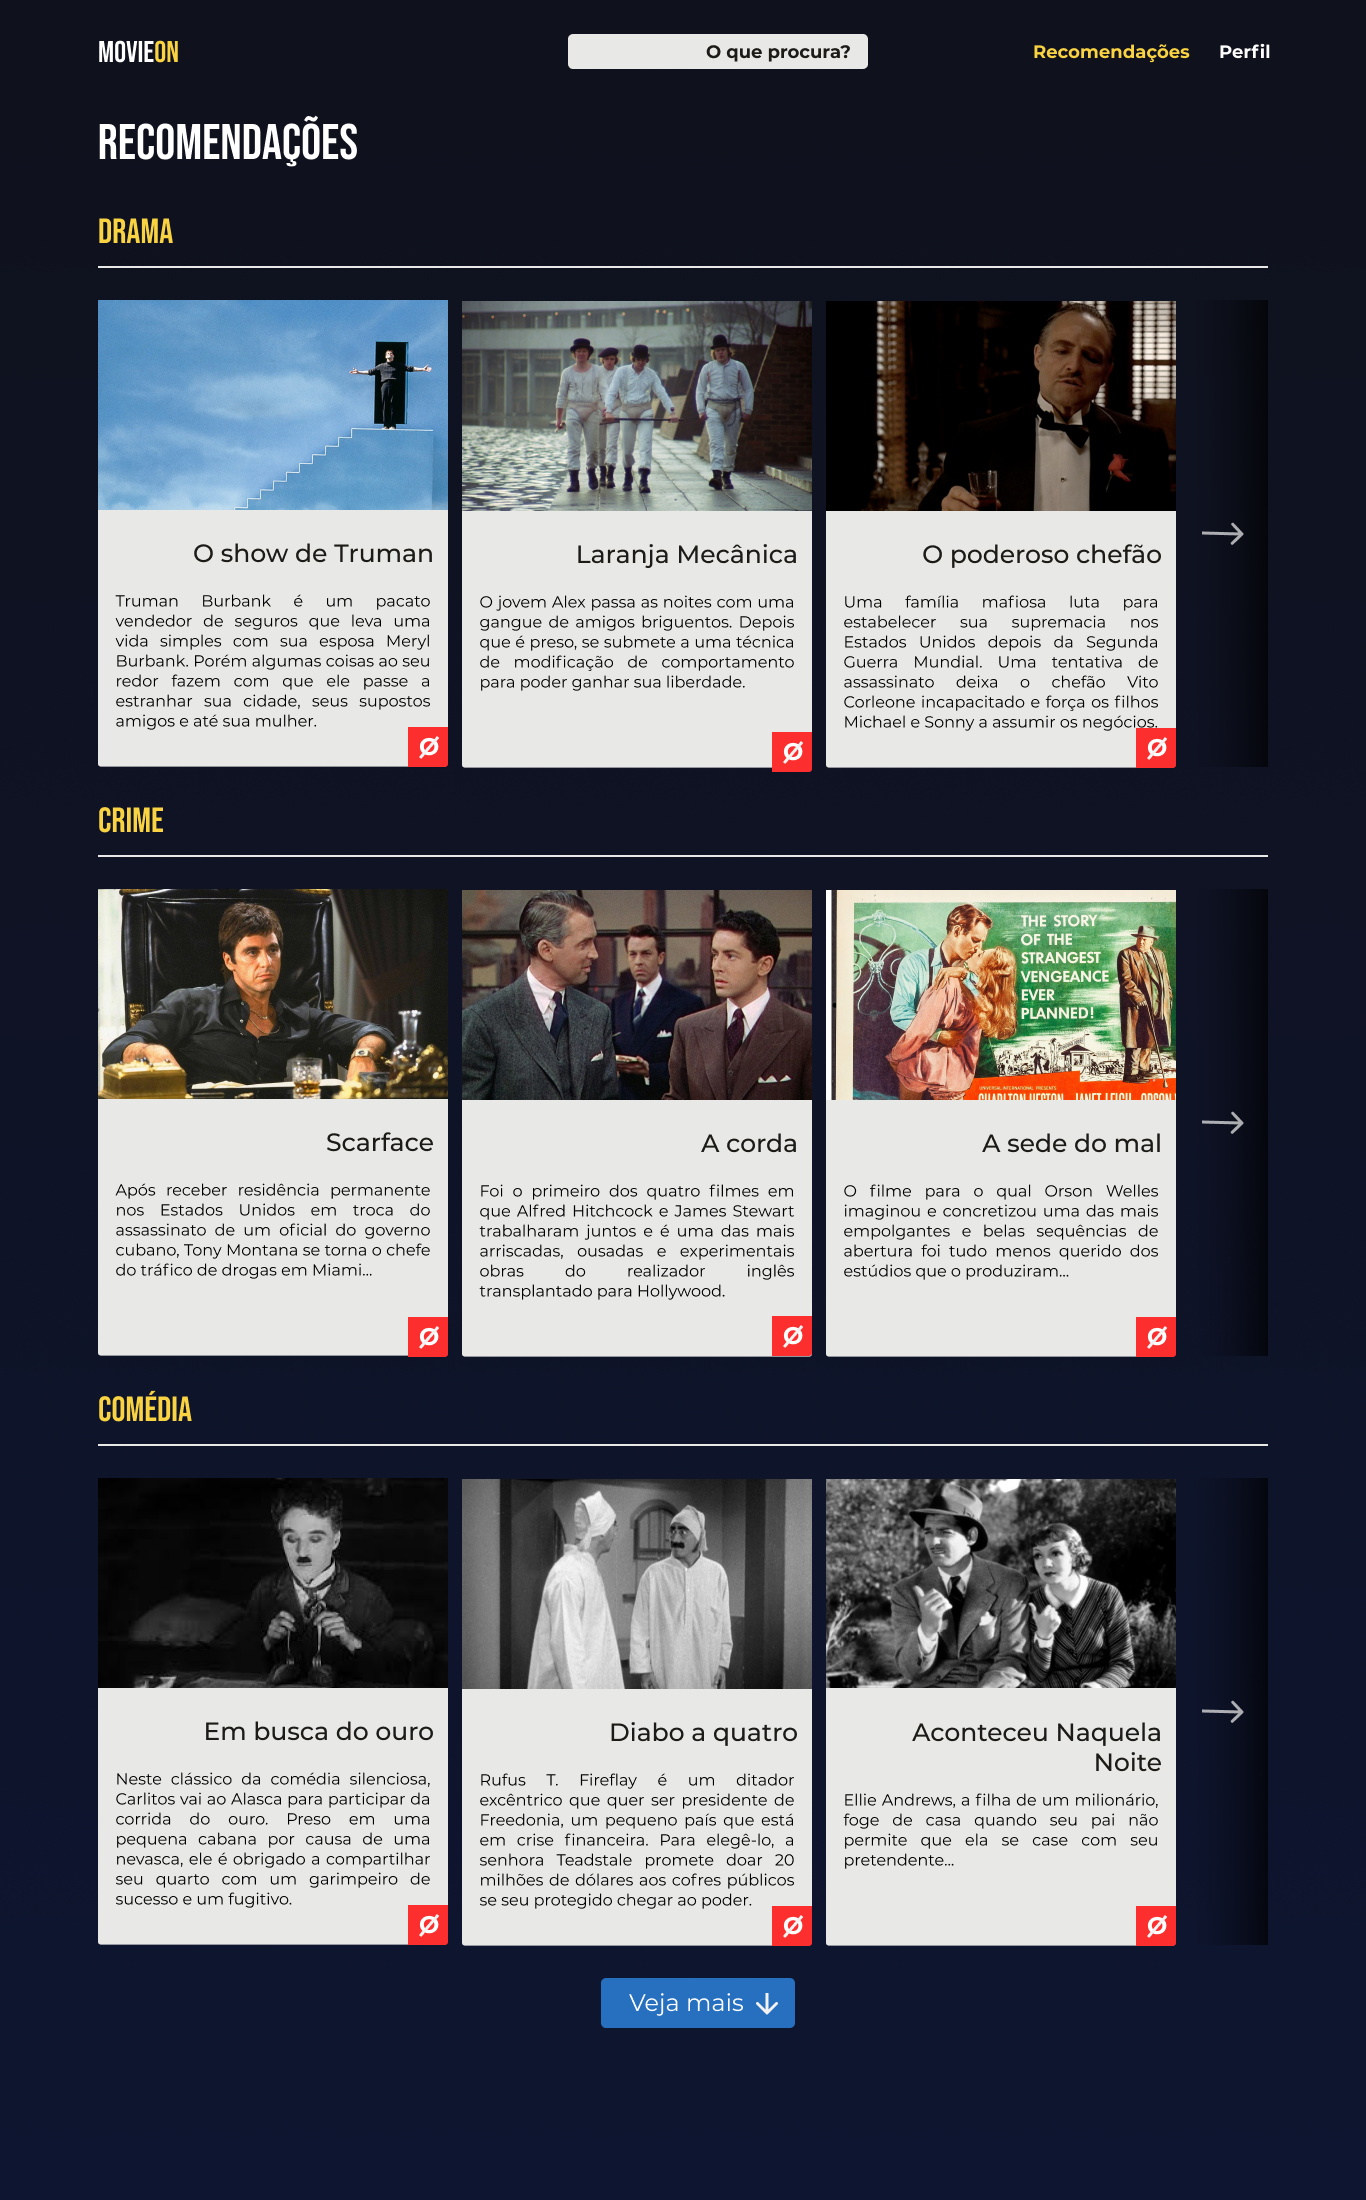 MOVIEON
O que procura?
Recomendações
Perfil
RECOMENDAÇÕES
DRAMA
O show de Truman
Truman Burbank é um pacato
vendedor de seguros que leva uma
vida simples com sua esposa Meryl
Burbank. Porém algumas coisas ao seu
redor fazem com que ele passe a
estranhar sua cidade, seus supostos
amigos e até sua mulher.
Laranja Mecânica
O jovem Alex passa as noites com uma
gangue de amigos briguentos. Depois
que é preso, se submete a uma técnica
de modificação de comportamento
para poder ganhar sua liberdade.
O poderoso chefão
Uma família mafiosa luta para
estabelecer sua supremacia nos
Estados Unidos depois da Segunda
Guerra Mundial. Uma tentativa de
assassinato deixa o chefão Vito
Corleone incapacitado e força os filhos
Michael e Sonny a assumir os negócios.
CRIME
Scarface
Após receber residência permanente
nos Estados Unidos em troca do
assassinato de um oficial do governo
cubano, Tony Montana se torna o chefe
do tráfico de drogas em Miami...
A corda
Foi o primeiro dos quatro filmes em
que Alfred Hitchcock e James Stewart
trabalharam juntos e é uma das mais
arriscadas, ousadas e experimentais
obras do realizador inglês
transplantado para Hollywood.
THE STORY
OF THE
STRANGEST
VENGEANCE
EVER
PLANNED!
UNIVERSAL-INTERNATIONAL PRESENTS
CHARLTON HESTON JANET LEIGH ORSON
A sede do mal
O filme para o qual Orson Welles
imaginou e concretizou uma das mais
empolgantes e belas sequências de
abertura foi tudo menos querido dos
estúdios que o produziram...
COMÉDIA
Em busca do ouro
Neste clássico da comédia silenciosa,
Carlitos vai ao Alasca para participar da
corrida do ouro. Preso em uma
pequena cabana por causa de uma
nevasca, ele é obrigado a compartilhar
seu quarto com um garimpeiro de
sucesso e um fugitivo.
Diabo a quatro
Rufus T. Fireflay é um ditador
excêntrico que quer ser presidente de
Freedonia, um pequeno país que está
em crise financeira. Para elegê-lo, a
senhora Teadstale promete doar 20
milhões de dólares aos cofres públicos
se seu protegido chegar ao poder.
Aconteceu Naquela
Noite
Ellie Andrews, a filha de um milionário,
foge de casa quando seu pai não
permite que ela se case com seu
pretendente...
Veja mais